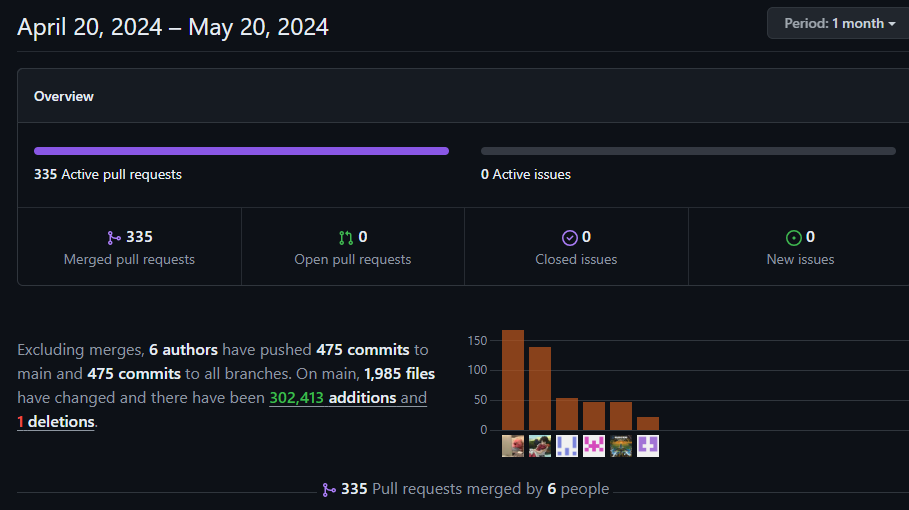 April 20, 2024 – May 20, 2024
Period: 1 month
Overview
335 Active pull requests
0 Active issues
335
Merged pull requests
0
Open pull requests
0
Closed issues
0
New issues
Excluding merges, 6 authors have pushed 475 commits to
main and 475 commits to all branches. On main, 1,985 files
have changed and there have been 302,413 additions and
1 deletions.
150
100
50
0
335 Pull requests merged by 6 people